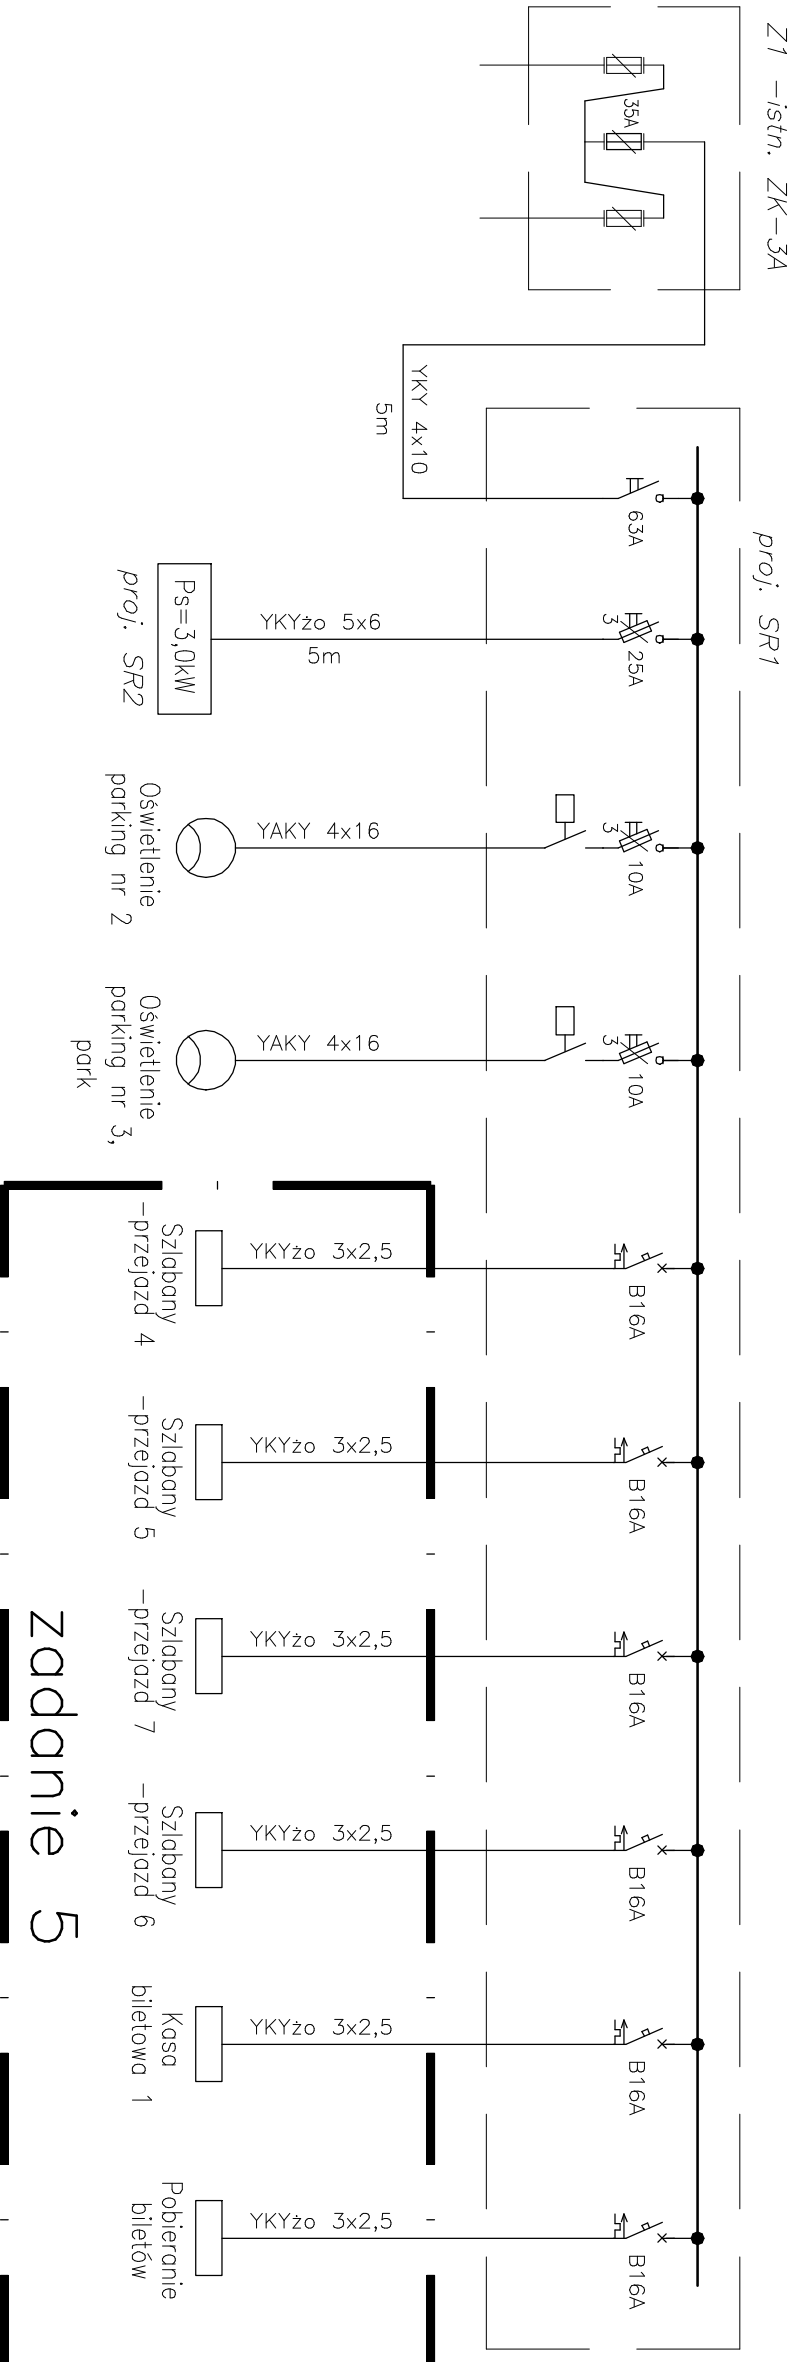 Z1 -istn. ZK-3A
35A
YKY 4x10
5m
proj. SR1
63A
3
25A
YKYżo 5x6
5m
Ps=3,0kW
proj. SR2
3
10A
YAKY 4x16
Oświetlenie
parking nr 2
3
10A
YAKY 4x16
Oświetlenie
parking nr 3,
park
B16A
YKYżo 3x2,5
Szlabany
-przejazd 4
B16A
YKYżo 3x2,5
Szlabany
-przejazd 5
B16A
YKYżo 3x2,5
Szlabany
-przejazd 7
B16A
YKYżo 3x2,5
Szlabany
-przejazd 6
B16A
YKYżo 3x2,5
Kasa
biletowa 1
B16A
YKYżo 3x2,5
Pobieranie
biletów
zadanie 5